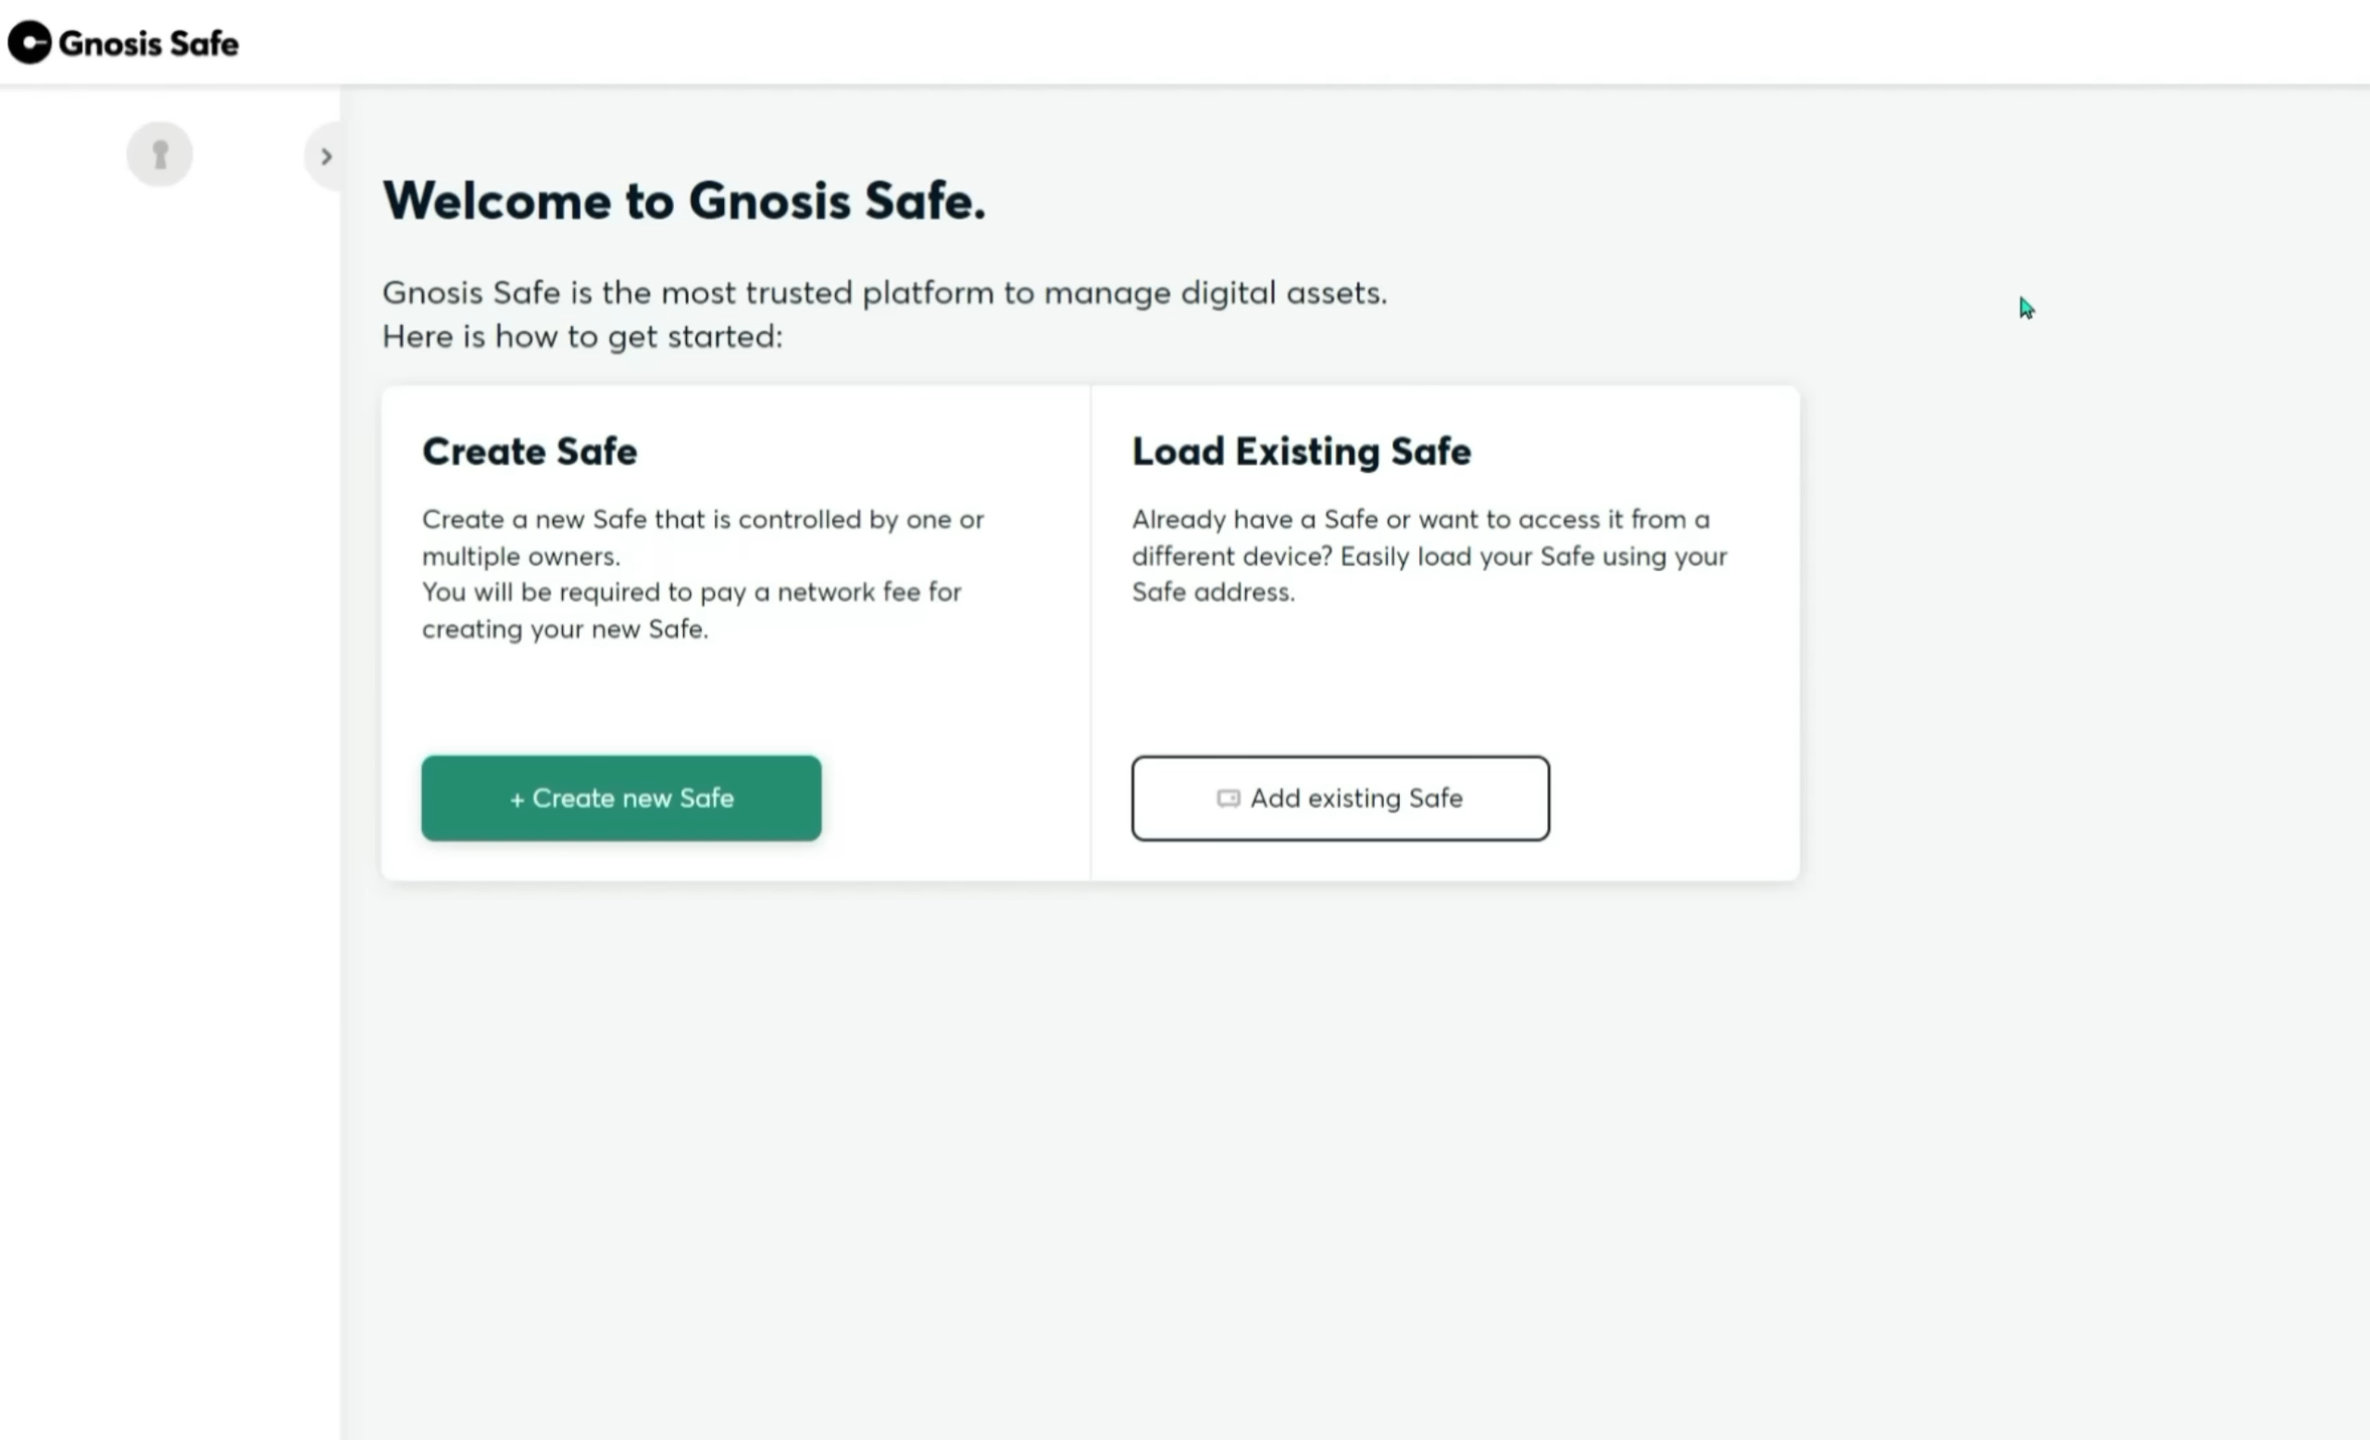 Gnosis Safe
Welcome to Gnosis Safe.
Gnosis Safe is the most trusted platform to manage digital assets.
Here is how to get started:
Create Safe
Create a new Safe that is controlled by one or
multiple owners.
You will be required to pay a network fee for
creating your new Safe.
+ Create new Safe
Load Existing Safe
Already have a Safe or want to access it from a
different device? Easily load your Safe using your
Safe address.
Add existing Safe